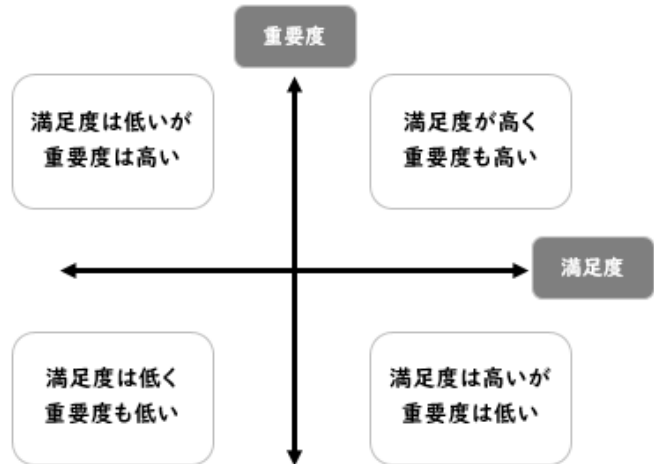 重要度
満足度は低いが
重要度は高い
満足度が高く
重要度も高い
満足度
満足度は低く
重要度も低い
満足度は高いが
重要度は低い